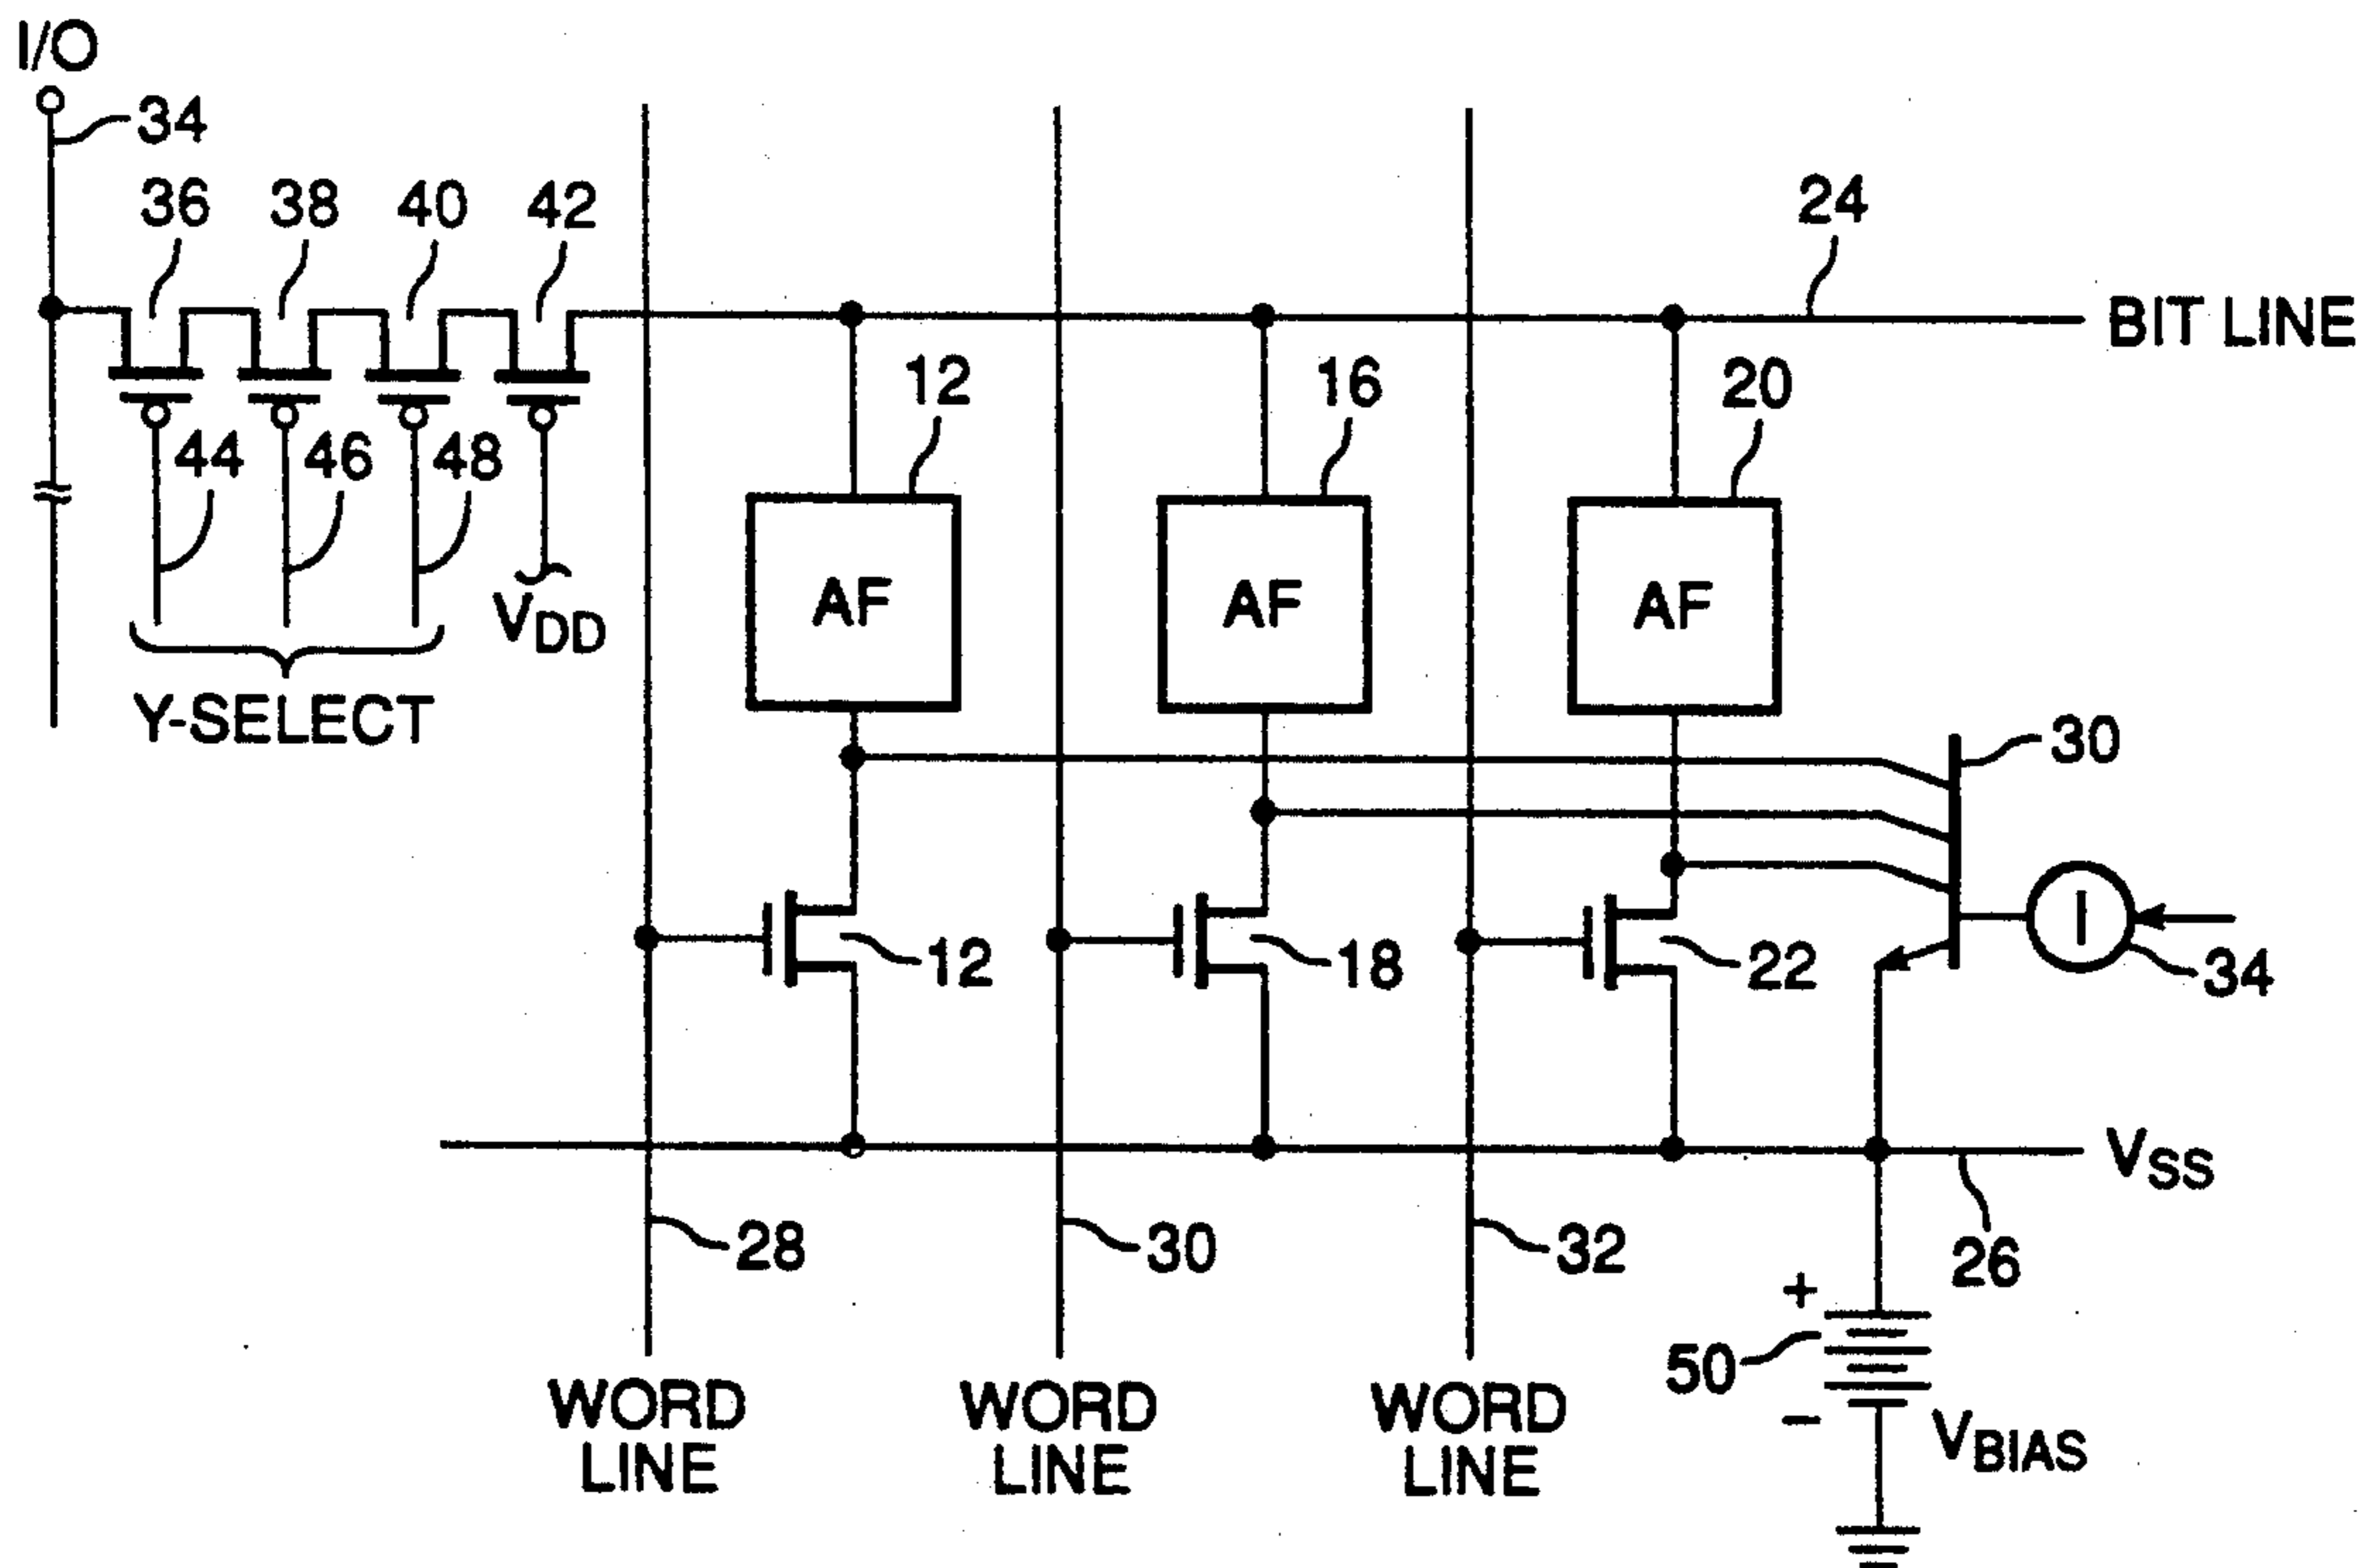 I/O
34
36 38 40 42
24
BIT LINE
12 16 20
44 46 48
VDD
AF AF AF
Y-SELECT
30
12 18 22
34
VSS
28 30 32
26
+
50
–
VBIAS
WORD LINE
WORD LINE
WORD LINE